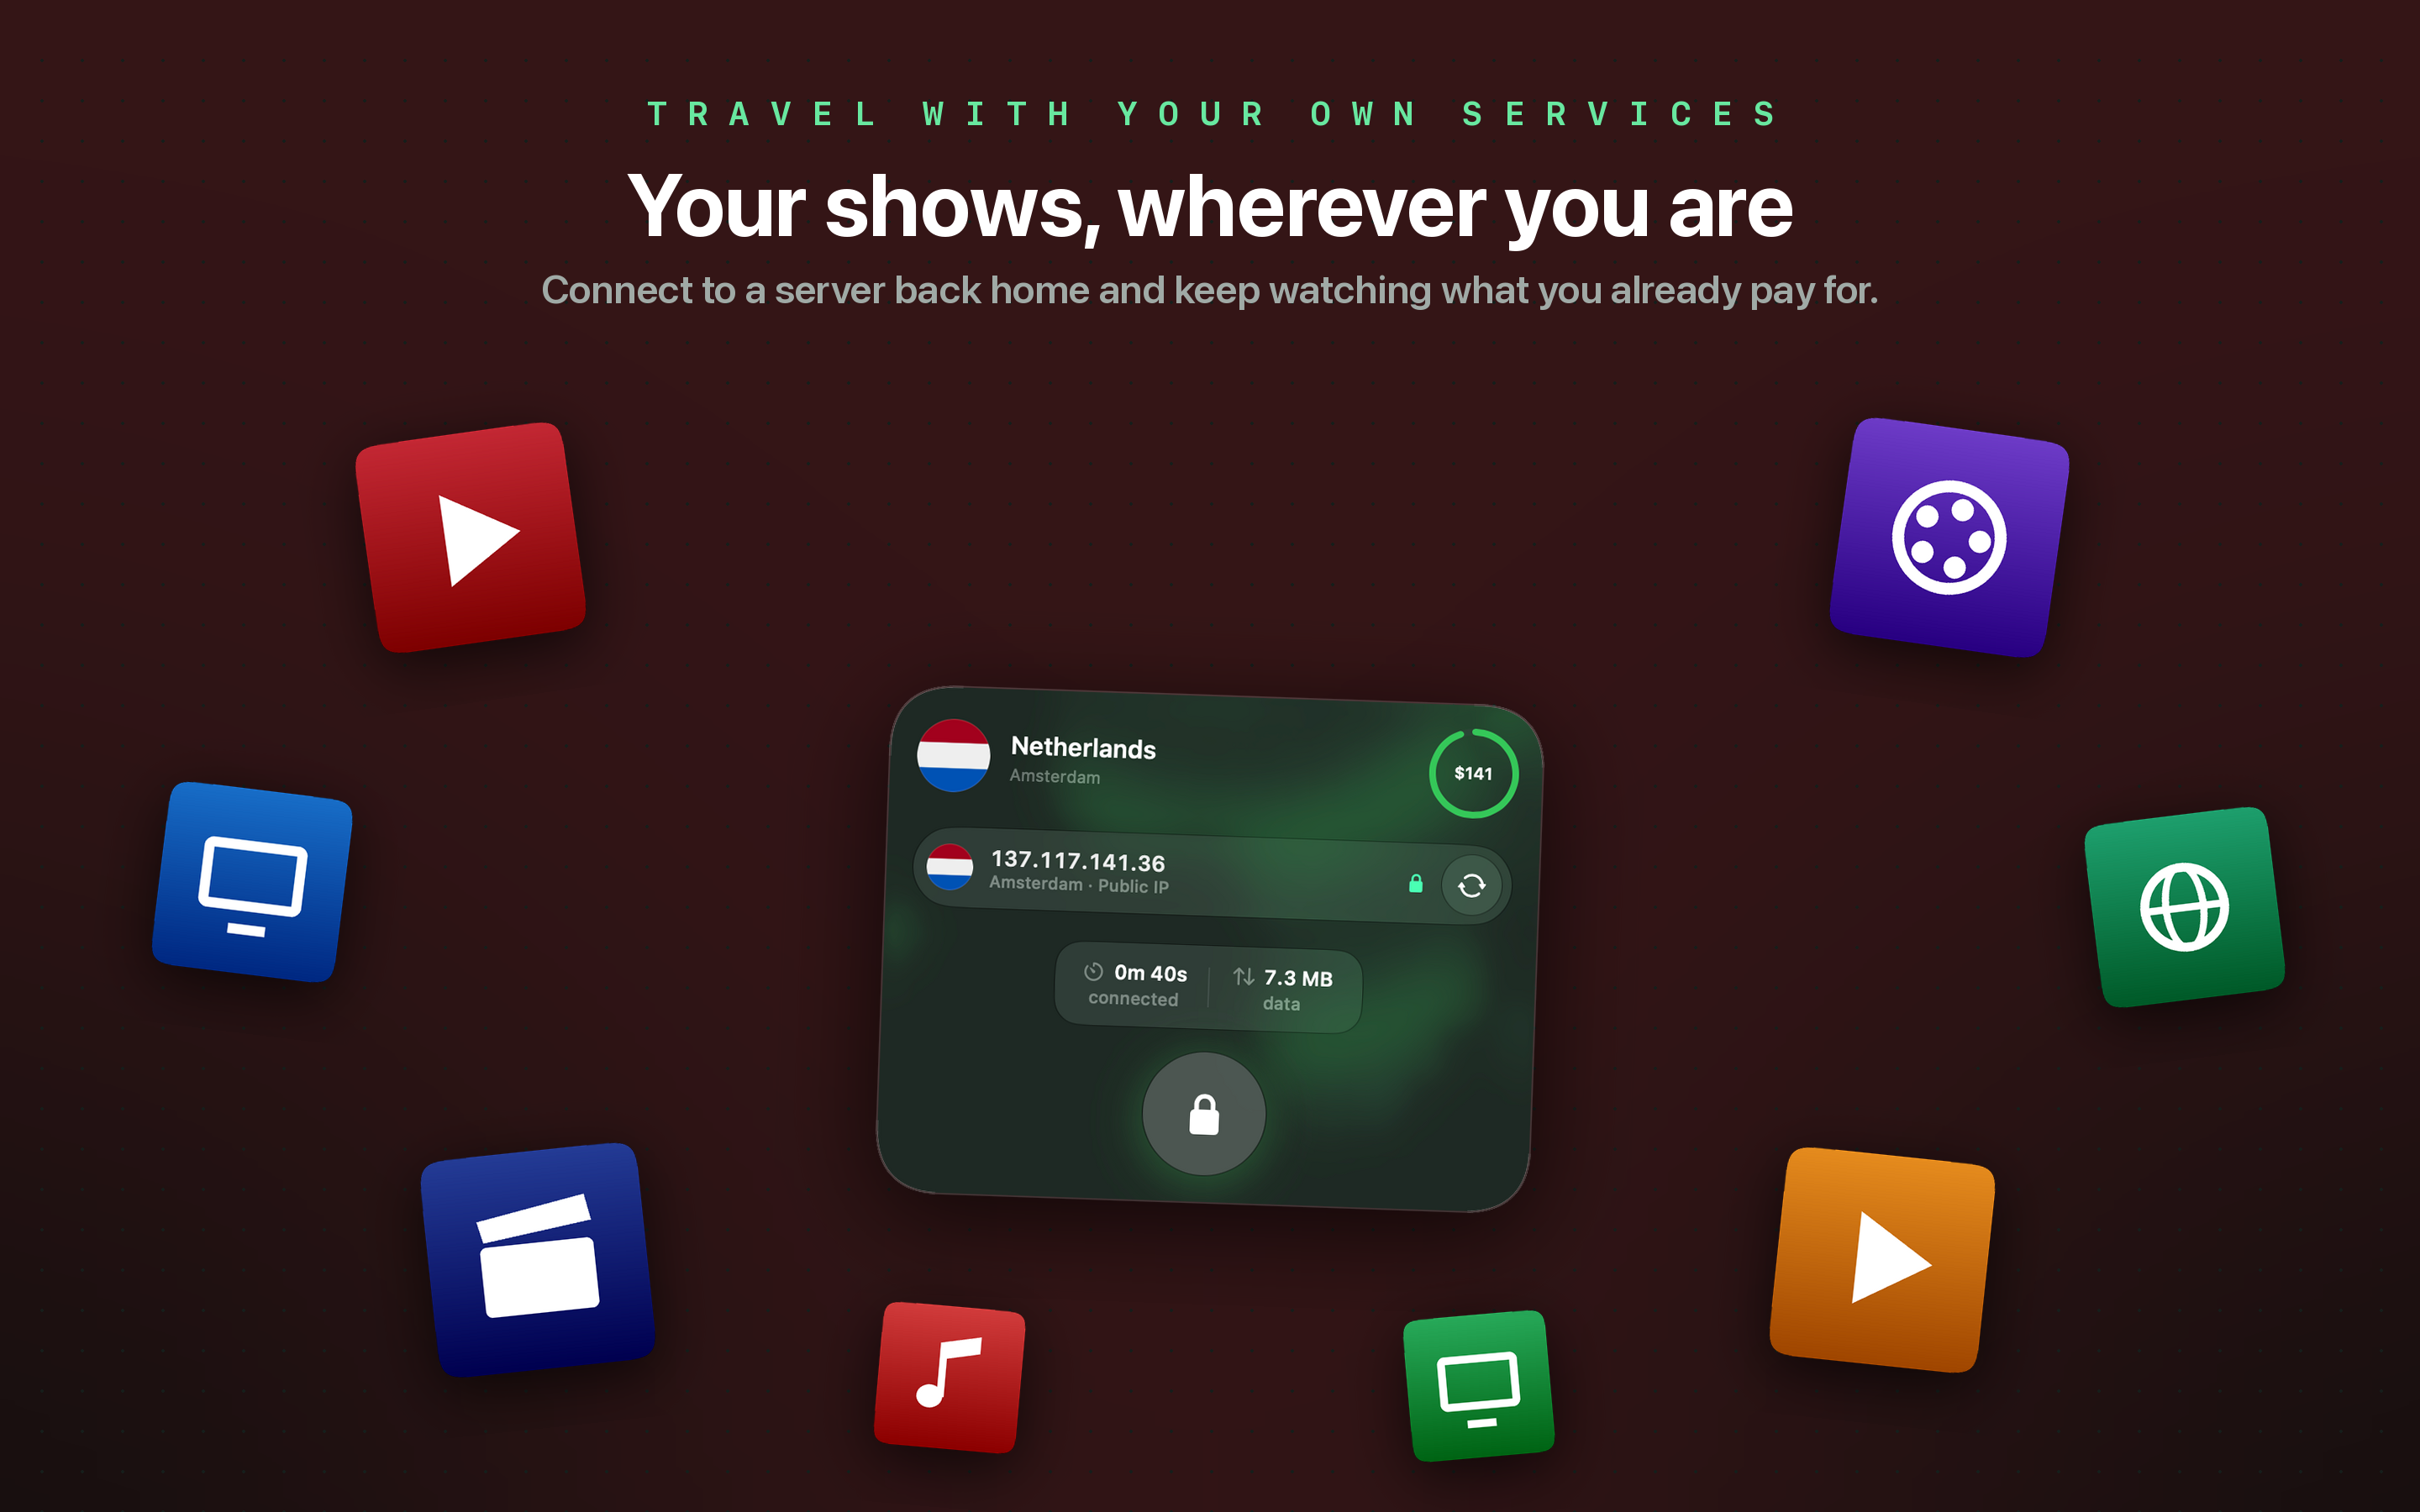 TRAVEL WITH YOUR OWN SERVICES
Your shows, wherever you are
Connect to a server back home and keep watching what you already pay for.
Netherlands
Amsterdam
$141
137.117.141.36
Amsterdam · Public IP
0m 40s
connected
7.3 MB
data